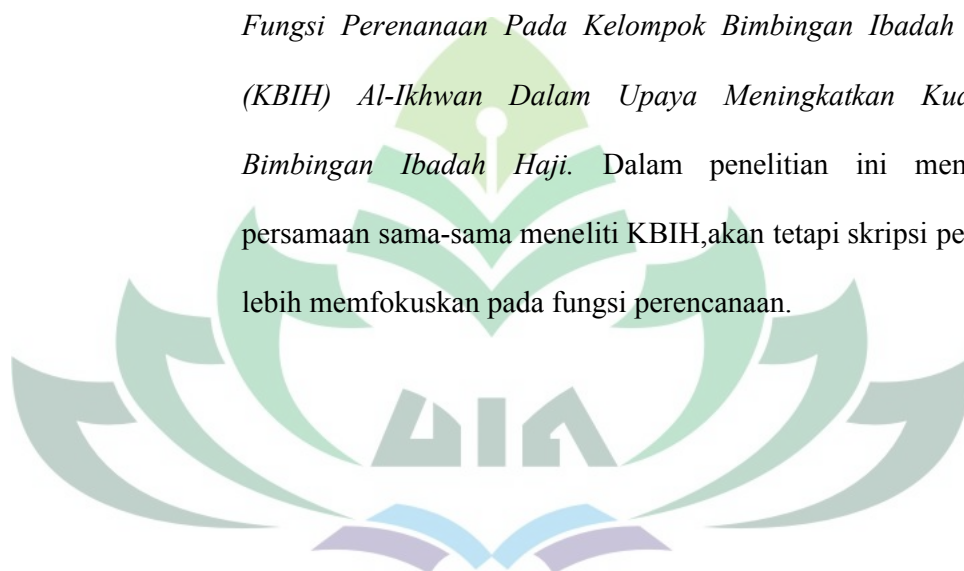 Fungsi Perenanaan Pada Kelompok Bimbingan Ibadah
(KBIH) Al-Ikhwan Dalam Upaya Meningkatkan
Bimbingan Ibadah Haji. Dalam penelitian ini
persamaan sama-sama meneliti KBIH,akan tetapi skripsi
lebih memfokuskan pada fungsi perencanaan.
UIN